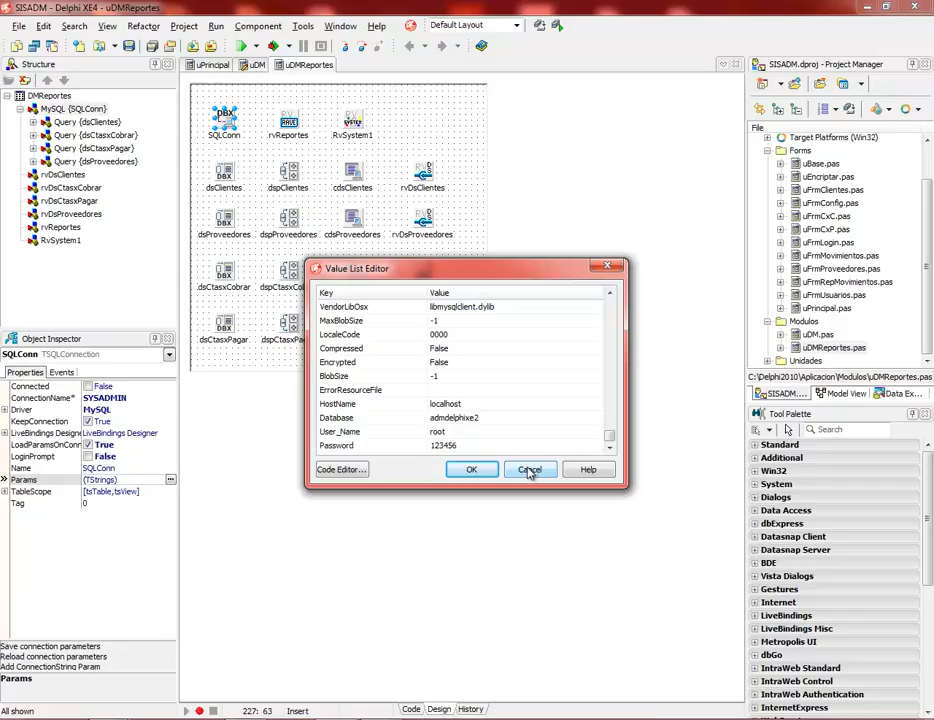 SISADM - Delphi XE4 - uDMReportes
File Edit Search View Refactor Project Run Component Tools Window Help
Default Layout
Structure
DMReportes
MySQL {SQLConn}
Query {dsClientes}
Query {dsCtasxCobrar}
Query {dsCtasxPagar}
Query {dsProveedores}
rvDsClientes
rvDsCtasxCobrar
rvDsCtasxPagar
rvDsProveedores
rvReportes
RvSystem1
Object Inspector
SQLConn TSQLConnection
Properties Events
Connected False
ConnectionName* SYSADMIN
Driver MySQL
KeepConnection True
LiveBindings Designer LiveBindings Designer
LoadParamsOnConn True
LoginPrompt False
Name SQLConn
Params (TStrings)
TableScope [tsTable,tsView]
Tag 0
Save connection parameters
Reload connection parameters
Add ConnectionString Param
Params
All shown
uPrincipal uDM uDMReportes
SQLConn rvReportes RvSystem1
dsClientes dspClientes cdsClientes rvDsClientes
dsProveedores dspProveedores cdsProveedores rvDsProveedores
dsCtasxCobrar dspCtasxCo
dsCtasxPagar dspCtasxPa
Value List Editor
Key Value
VendorLibOsx libmysqlclient.dylib
MaxBlobSize -1
LocaleCode 0000
Compressed False
Encrypted False
BlobSize -1
ErrorResourceFile
HostName localhost
Database admdelphixe2
User_Name root
Password 123456
Code Editor... OK Cancel Help
227: 63 Insert
Code Design History
SISADM.dproj - Project Manager
File
Target Platforms (Win32)
Forms
uBase.pas
uEncriptar.pas
uFrmClientes.pas
uFrmConfig.pas
uFrmCxC.pas
uFrmCxP.pas
uFrmLogin.pas
uFrmMovimientos.pas
uFrmProveedores.pas
uFrmRepMovimientos.pas
uFrmUsuarios.pas
uPrincipal.pas
Modulos
uDM.pas
uDMReportes.pas
Unidades
C:\Delphi2010\Aplicacion\Modulos\uDMReportes.pas
SISADM.... Model View Data Ex...
Tool Palette
Search
Standard
Additional
Win32
System
Dialogs
Data Access
dbExpress
Datasnap Client
Datasnap Server
BDE
Vista Dialogs
Gestures
Internet
LiveBindings
LiveBindings Misc
Metropolis UI
dbGo
IntraWeb Standard
IntraWeb Control
IntraWeb Authentication
InternetExpress